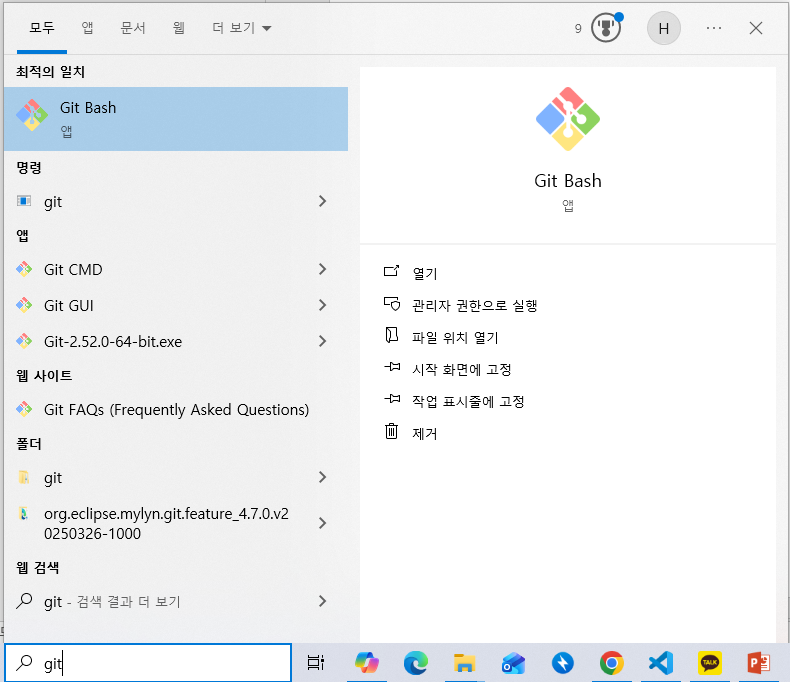 모두 앱 문서 웹 더 보기 9 H
최적의 일치
Git Bash
앱
명령
git
앱
Git CMD
Git GUI
Git-2.52.0-64-bit.exe
웹 사이트
Git FAQs (Frequently Asked Questions)
폴더
git
org.eclipse.mylyn.git.feature_4.7.0.v2
0250326-1000
웹 검색
git - 검색 결과 더 보기
Git Bash
앱
열기
관리자 권한으로 실행
파일 위치 열기
시작 화면에 고정
작업 표시줄에 고정
제거
git
TALK
P